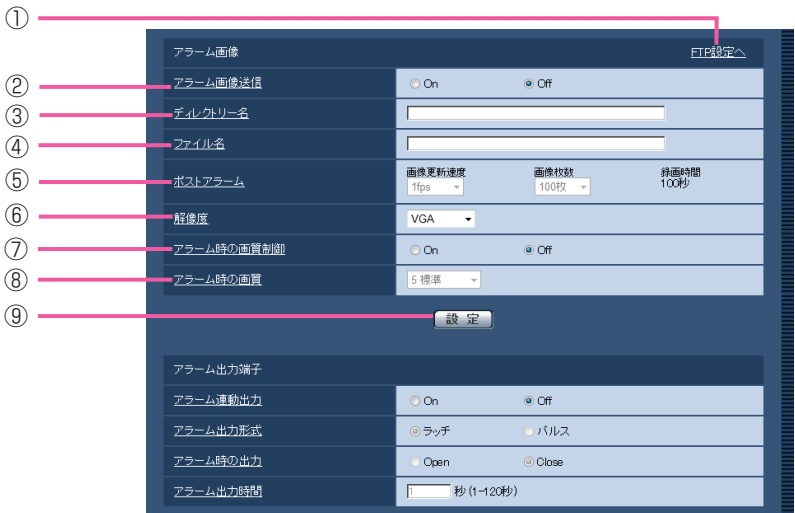 ①
アラーム画像 FTP設定へ
② アラーム画像送信 On Off
③ ディレクトリー名
④ ファイル名
⑤ ポストアラーム 画像更新速度 1fps 画像枚数 100枚 録画時間 100秒
⑥ 解像度 VGA
⑦ アラーム時の画質制御 On Off
⑧ アラーム時の画質 5 標準
⑨ 設 定
アラーム出力端子
アラーム連動出力 On Off
アラーム出力形式 ラッチ パルス
アラーム時の出力 Open Close
アラーム出力時間 1 秒(1-120秒)